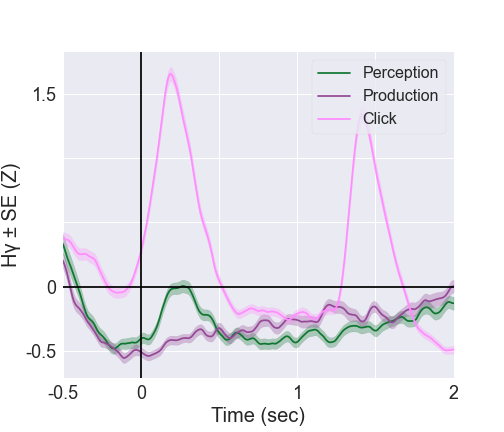 Perception
Production
Click
Hγ ± SE (Z)
1.5
0
-0.5
-0.5 0 1 2
Time (sec)